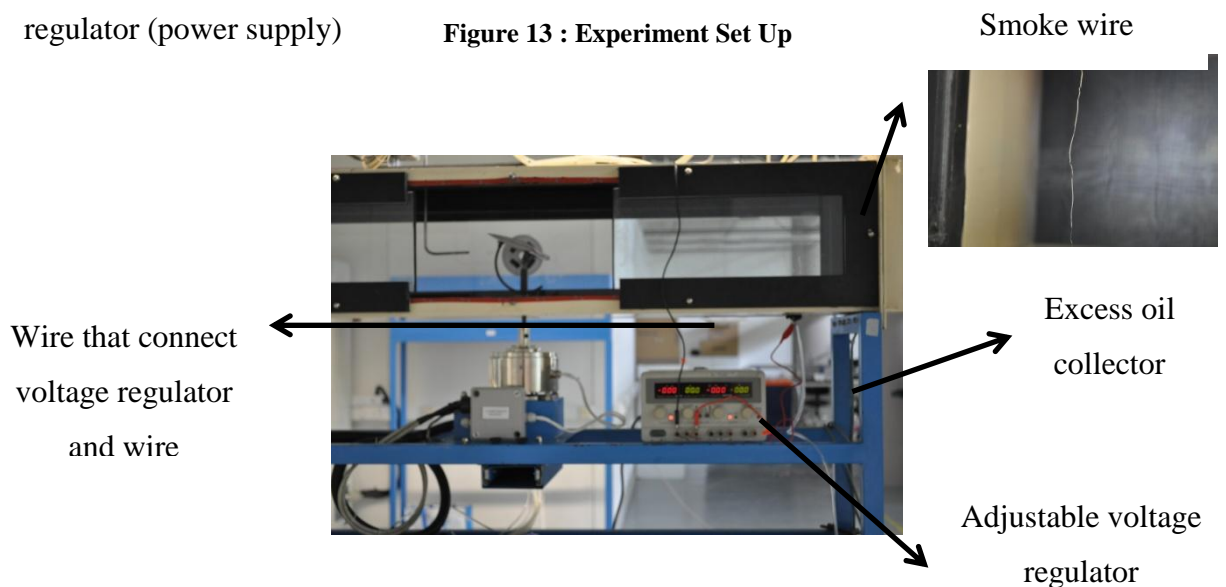 regulator (power supply)
Figure 13 : Experiment Set Up
Smoke wire
Wire that connect
voltage regulator
and wire
Excess oil
collector
Adjustable voltage
regulator